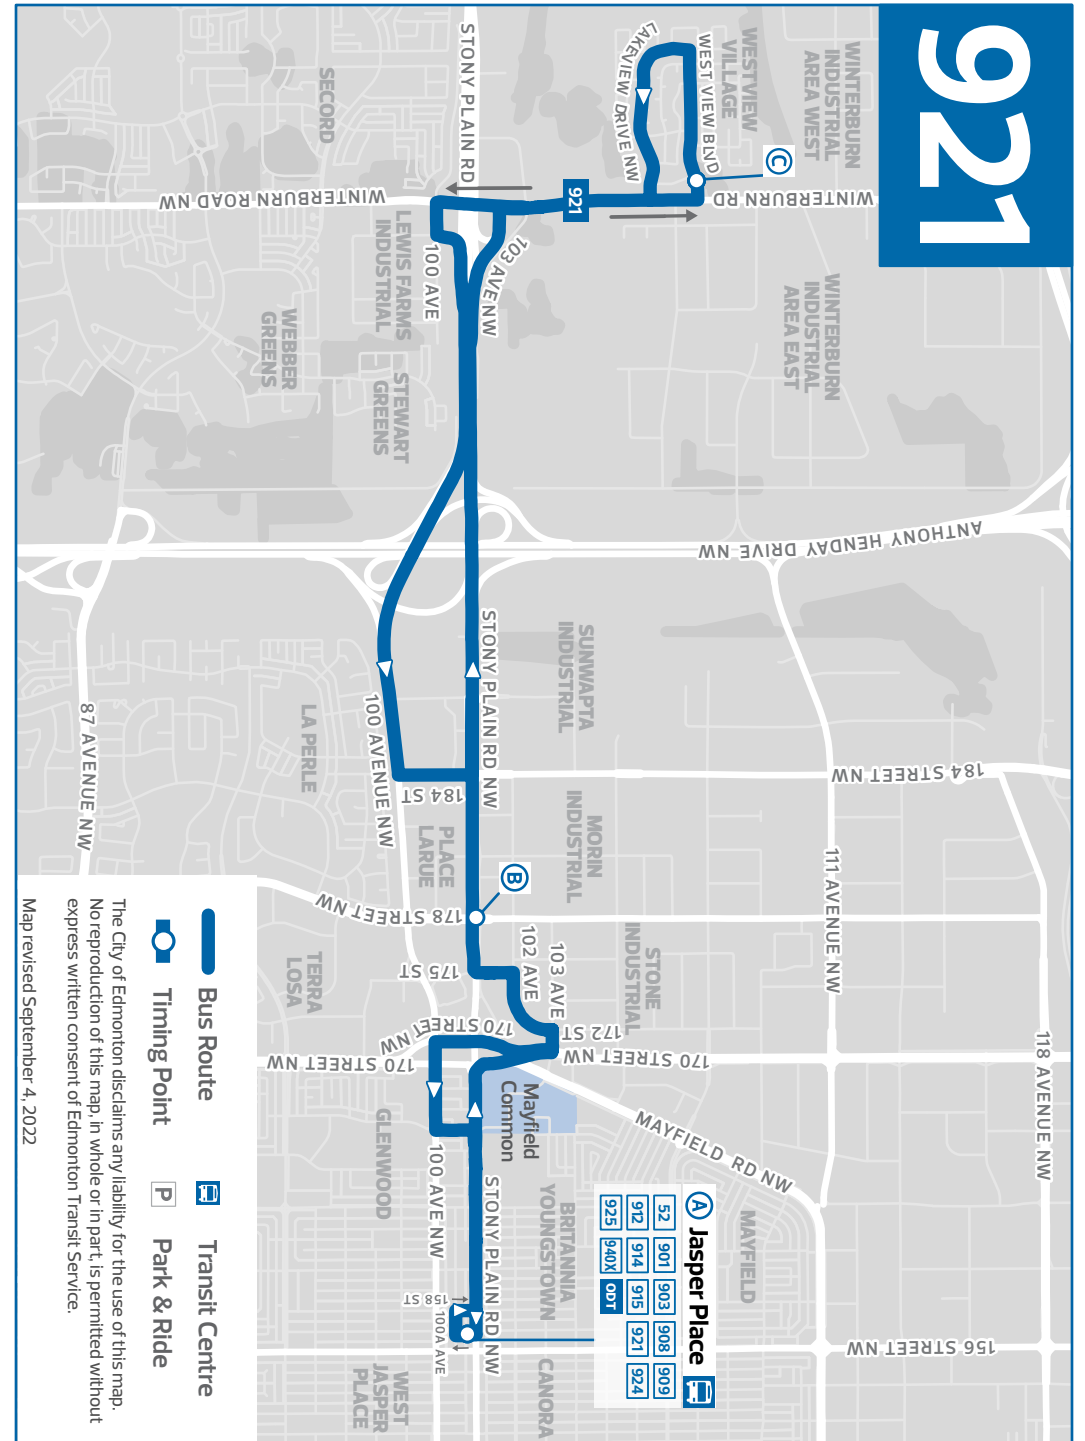 921
WINTERBURN
INDUSTRIAL
AREA WEST
WESTVIEW
VILLAGE
WEST VIEW BLVD
LAKEVIEW DRIVE NW
C
STONY PLAIN RD
SECORD
WINTERBURN ROAD NW
WINTERBURN RD
921
LEWIS FARMS
INDUSTRIAL
100 AVE
103 AVE NW
WINTERBURN
INDUSTRIAL
AREA EAST
WEBBER
GREENS
STEWART
GREENS
ANTHONY HENDAY DRIVE NW
SUNWAPTA
INDUSTRIAL
STONY PLAIN RD NW
100 AVENUE NW
LA PERLE
87 AVENUE NW
184 ST
184 STREET NW
MORIN
INDUSTRIAL
PLACE
LARUE
111 AVENUE NW
B
178 STREET NW
STONE
INDUSTRIAL
102 AVE
103 AVE
175 ST
TERRA
LOSA
172 ST
170 STREET NW
170 STREET NW
170 STREET NW
118 AVENUE NW
Mayfield
Common
MAYFIELD RD NW
GLENWOOD
100 AVE NW
STONY PLAIN RD NW
BRITANNIA
YOUNGSTOWN
MAYFIELD
A Jasper Place
52 901 903 908 909
912 914 915 921 924
925 940X ODT
158 ST
100A AVE
156 STREET NW
WEST
JASPER
PLACE
CANORA
Bus Route
Transit Centre
Timing Point
P Park & Ride
The City of Edmonton disclaims any liability for the use of this map.
No reproduction of this map, in whole or in part, is permitted without
express written consent of Edmonton Transit Service.
Map revised September 4, 2022